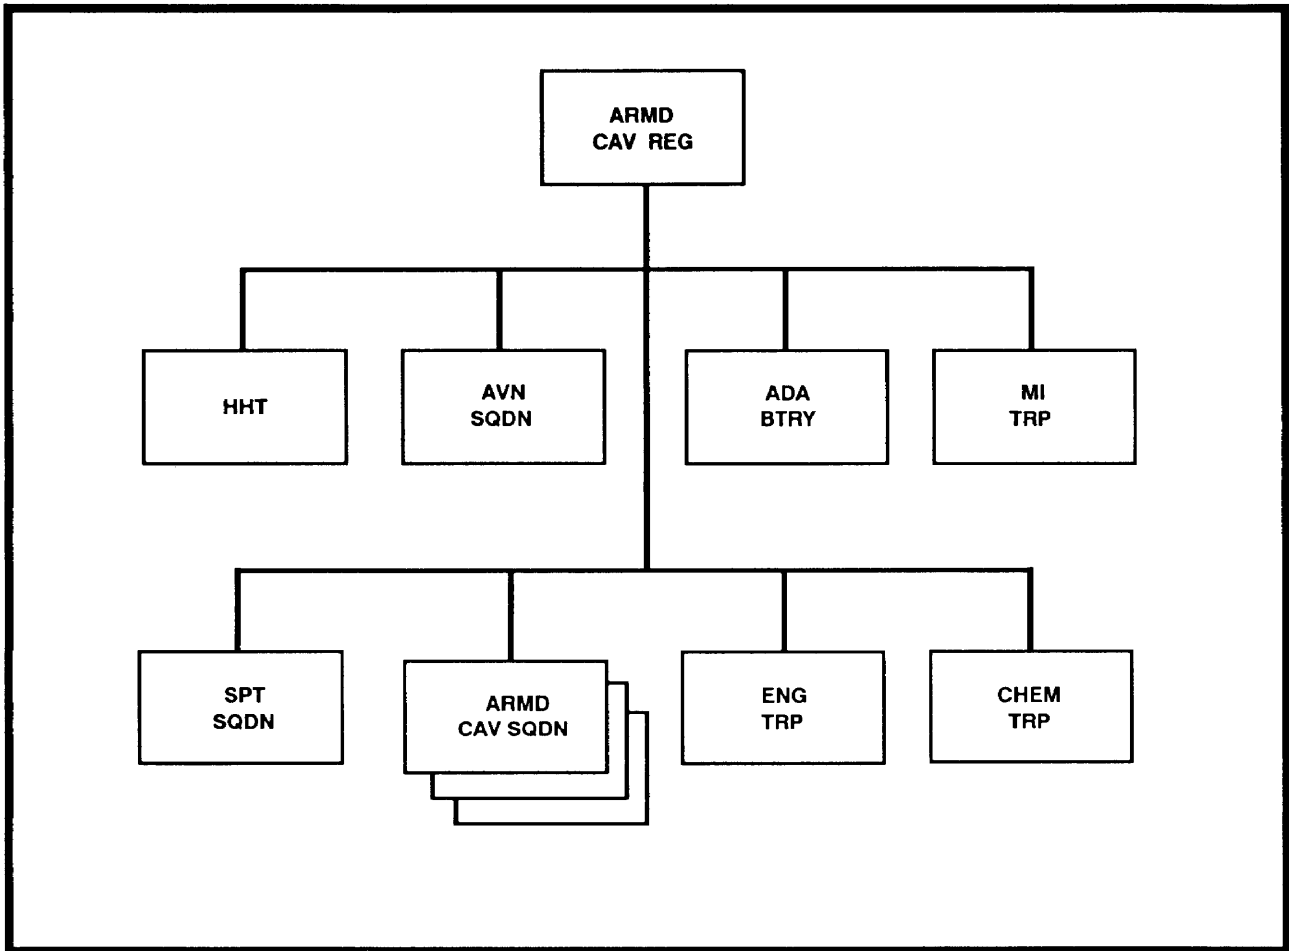 ARMD
CAV REG
HHT
AVN
SQDN
ADA
BTRY
MI
TRP
SPT
SQDN
ARMD
CAV SQDN
ENG
TRP
CHEM
TRP